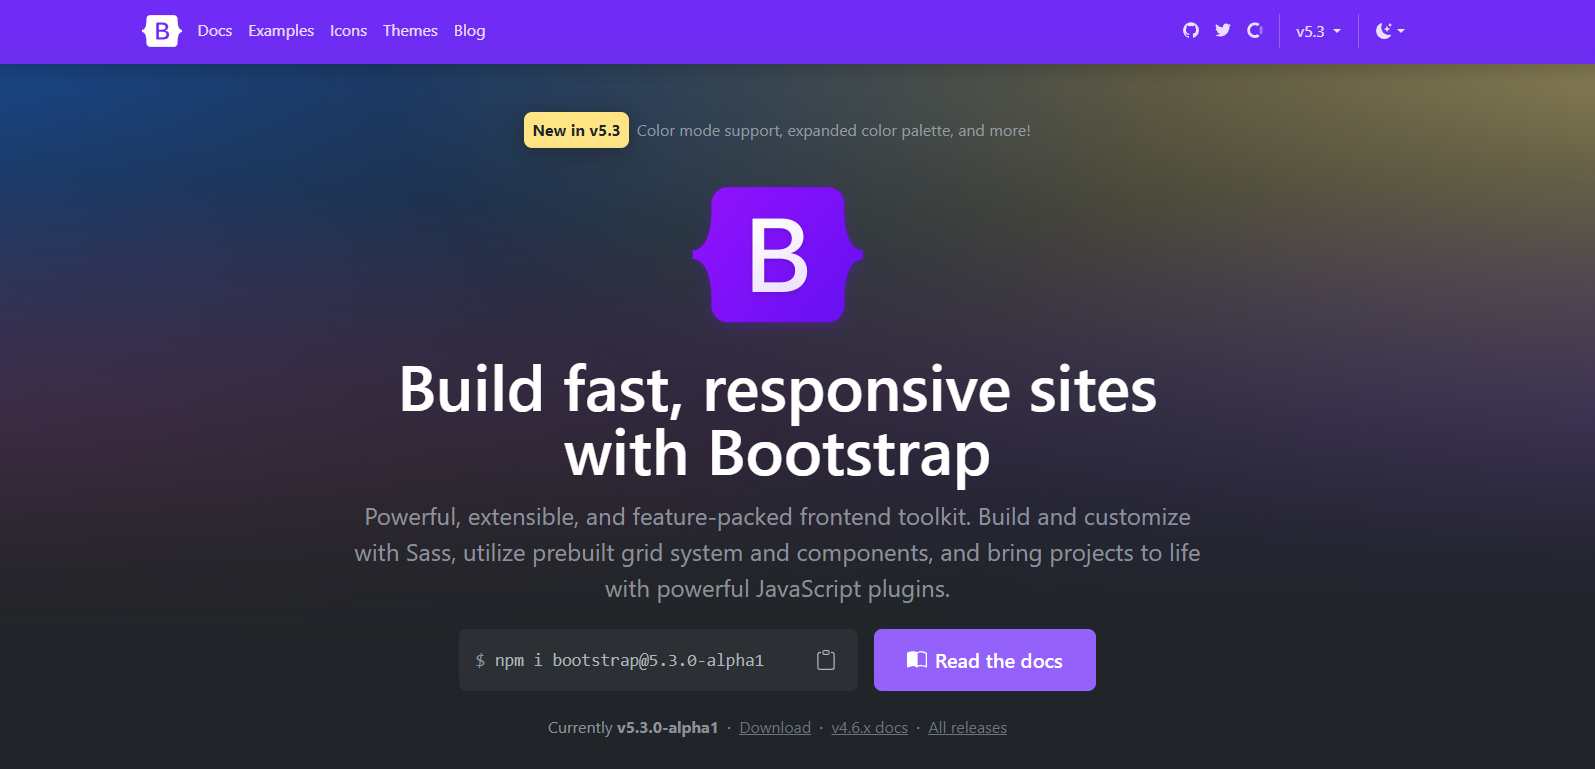 B Docs Examples Icons Themes Blog v5.3
New in v5.3 Color mode support, expanded color palette, and more!
B
Build fast, responsive sites
with Bootstrap
Powerful, extensible, and feature-packed frontend toolkit. Build and customize
with Sass, utilize prebuilt grid system and components, and bring projects to life
with powerful JavaScript plugins.
$ npm i bootstrap@5.3.0-alpha1 Read the docs
Currently v5.3.0-alpha1 · Download · v4.6.x docs · All releases